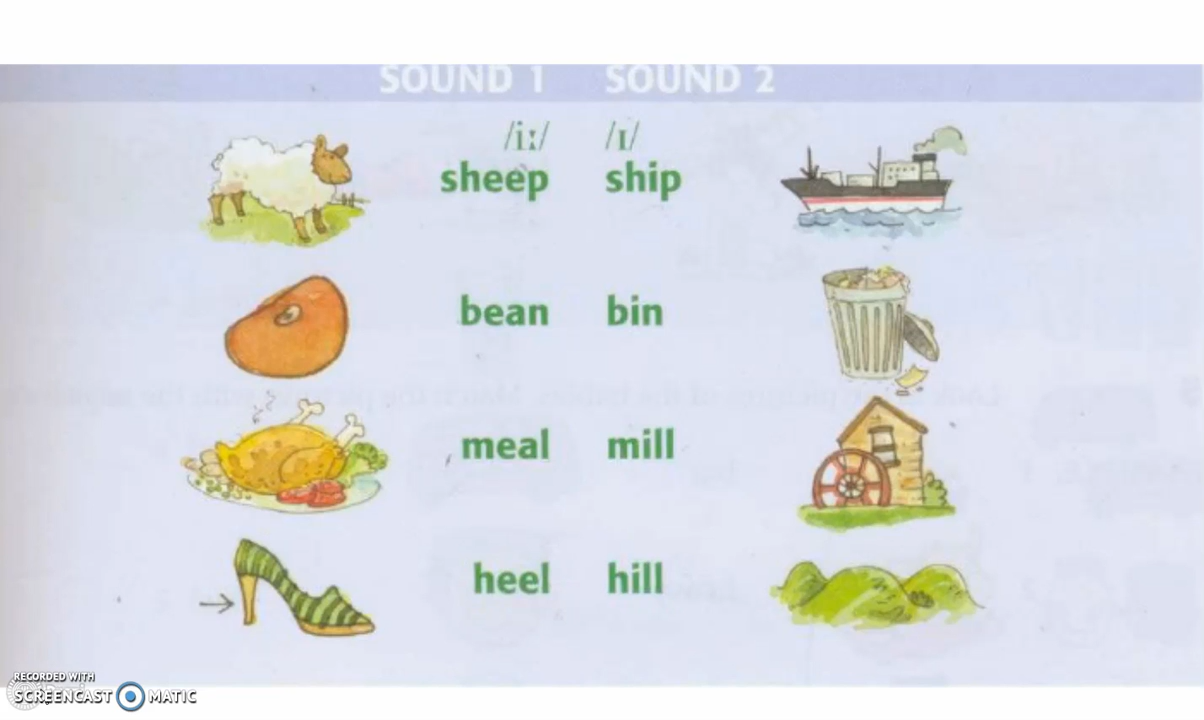 SOUND 1 SOUND 2
/iː/ /ɪ/
sheep ship
bean bin
meal mill
heel hill
RECORDED WITH
SCREENCAST MATIC